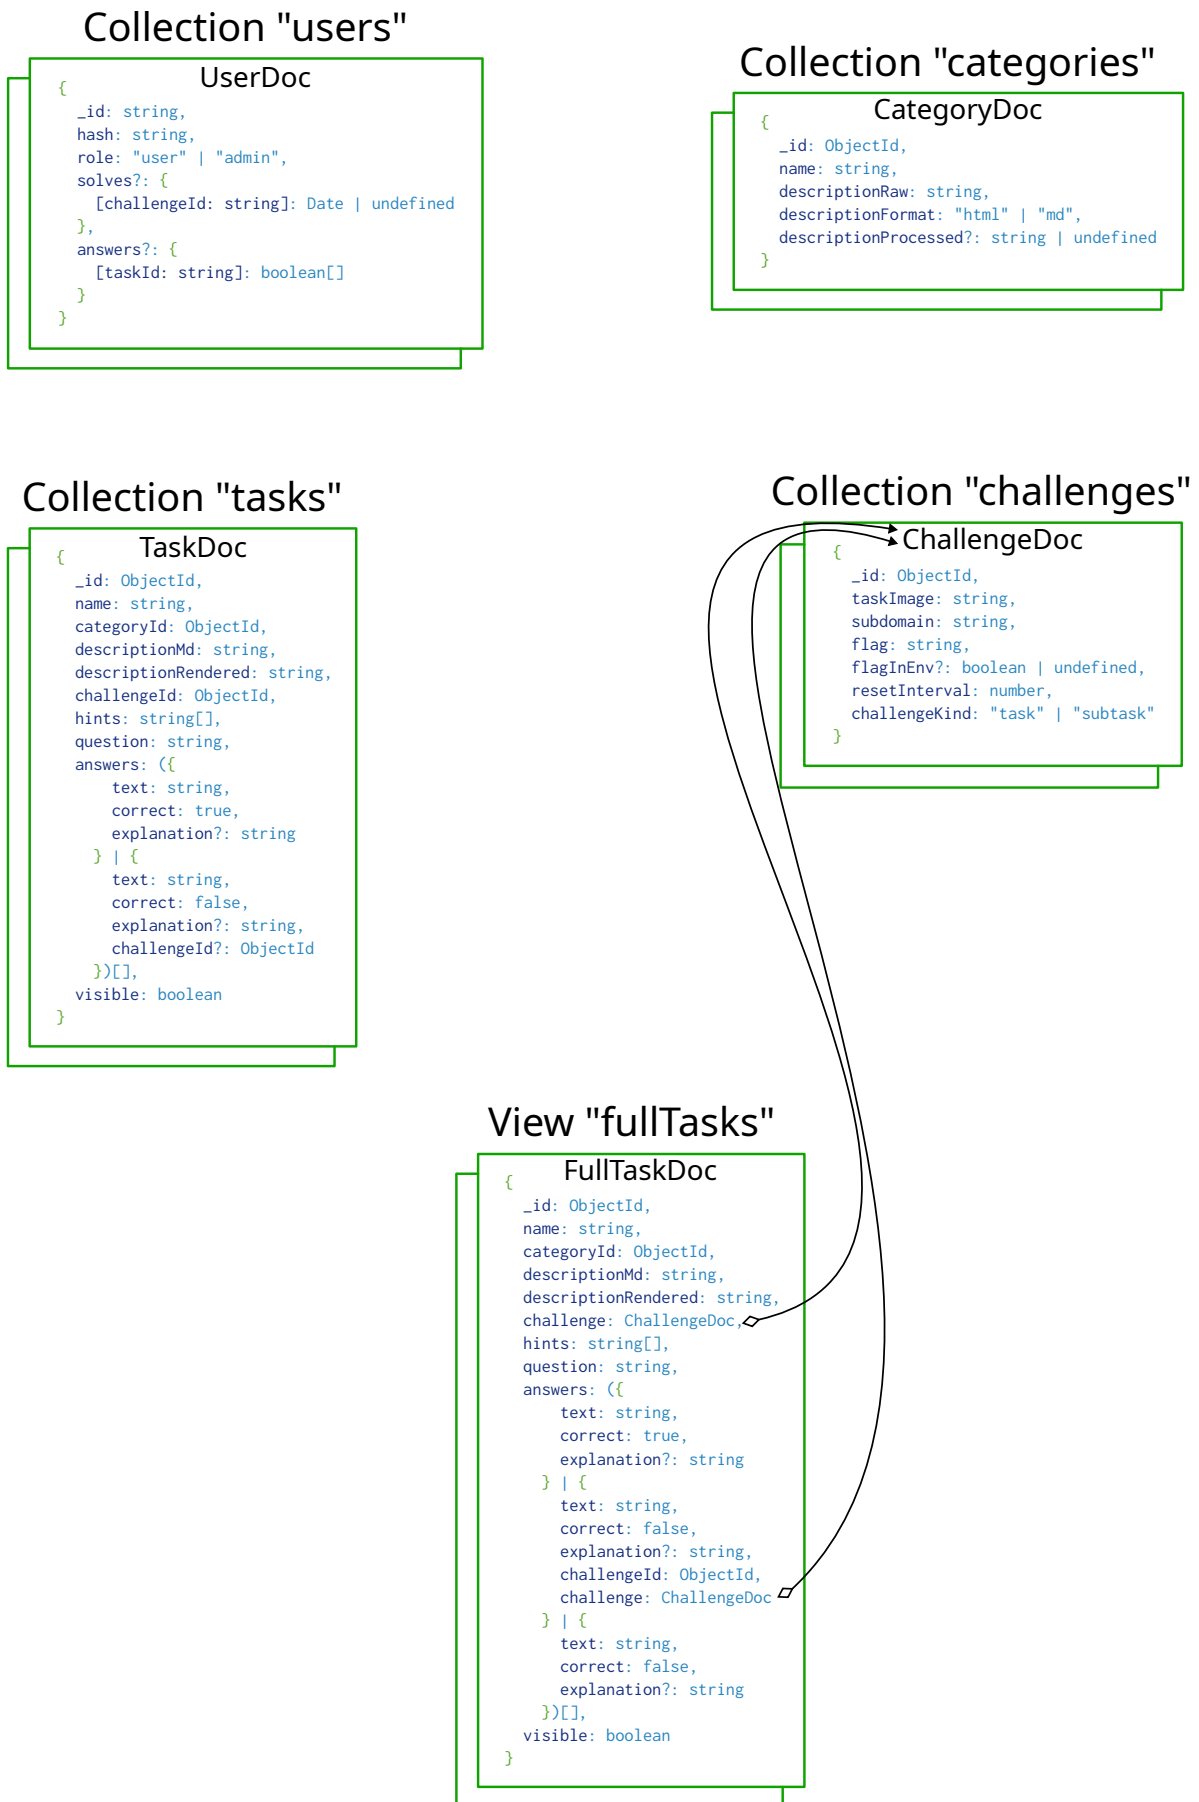 Collection "users"
UserDoc
{
_id: string,
hash: string,
role: "user" | "admin",
solves?: {
[challengeId: string]: Date | undefined
},
answers?: {
[taskId: string]: boolean[]
}
}
Collection "categories"
CategoryDoc
{
_id: ObjectId,
name: string,
descriptionRaw: string,
descriptionFormat: "html" | "md",
descriptionProcessed?: string | undefined
}
Collection "tasks"
TaskDoc
{
_id: ObjectId,
name: string,
categoryId: ObjectId,
descriptionMd: string,
descriptionRendered: string,
challengeId: ObjectId,
hints: string[],
question: string,
answers: ({
text: string,
correct: true,
explanation?: string
} | {
text: string,
correct: false,
explanation?: string,
challengeId?: ObjectId
})[],
visible: boolean
}
Collection "challenges"
ChallengeDoc
{
_id: ObjectId,
taskImage: string,
subdomain: string,
flag: string,
flagInEnv?: boolean | undefined,
resetInterval: number,
challengeKind: "task" | "subtask"
}
View "fullTasks"
FullTaskDoc
{
_id: ObjectId,
name: string,
categoryId: ObjectId,
descriptionMd: string,
descriptionRendered: string,
challenge: ChallengeDoc,
hints: string[],
question: string,
answers: ({
text: string,
correct: true,
explanation?: string
} | {
text: string,
correct: false,
explanation?: string,
challengeId: ObjectId,
challenge: ChallengeDoc
} | {
text: string,
correct: false,
explanation?: string
})[],
visible: boolean
}